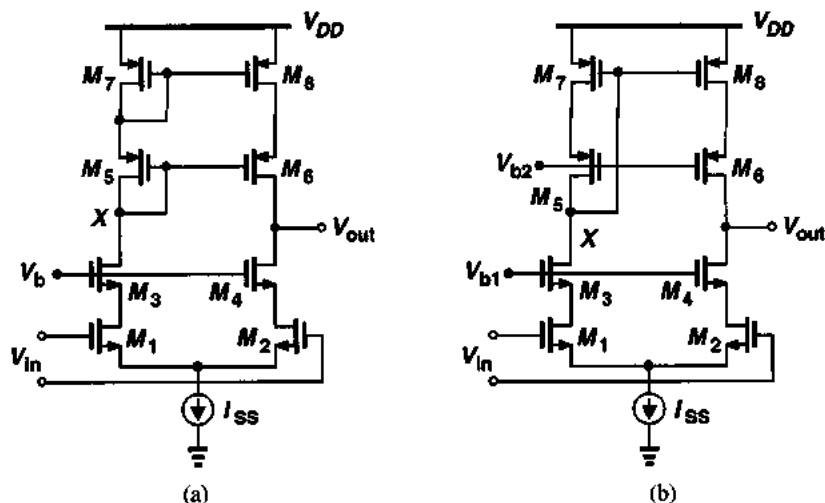 V_DD
M_7
M_8
M_5
M_6
X
V_out
V_b
M_3
M_4
V_in
M_1
M_2
I_SS
(a)
V_DD
M_7
M_8
V_b2
M_5
M_6
X
V_out
V_b1
M_3
M_4
V_in
M_1
M_2
I_SS
(b)